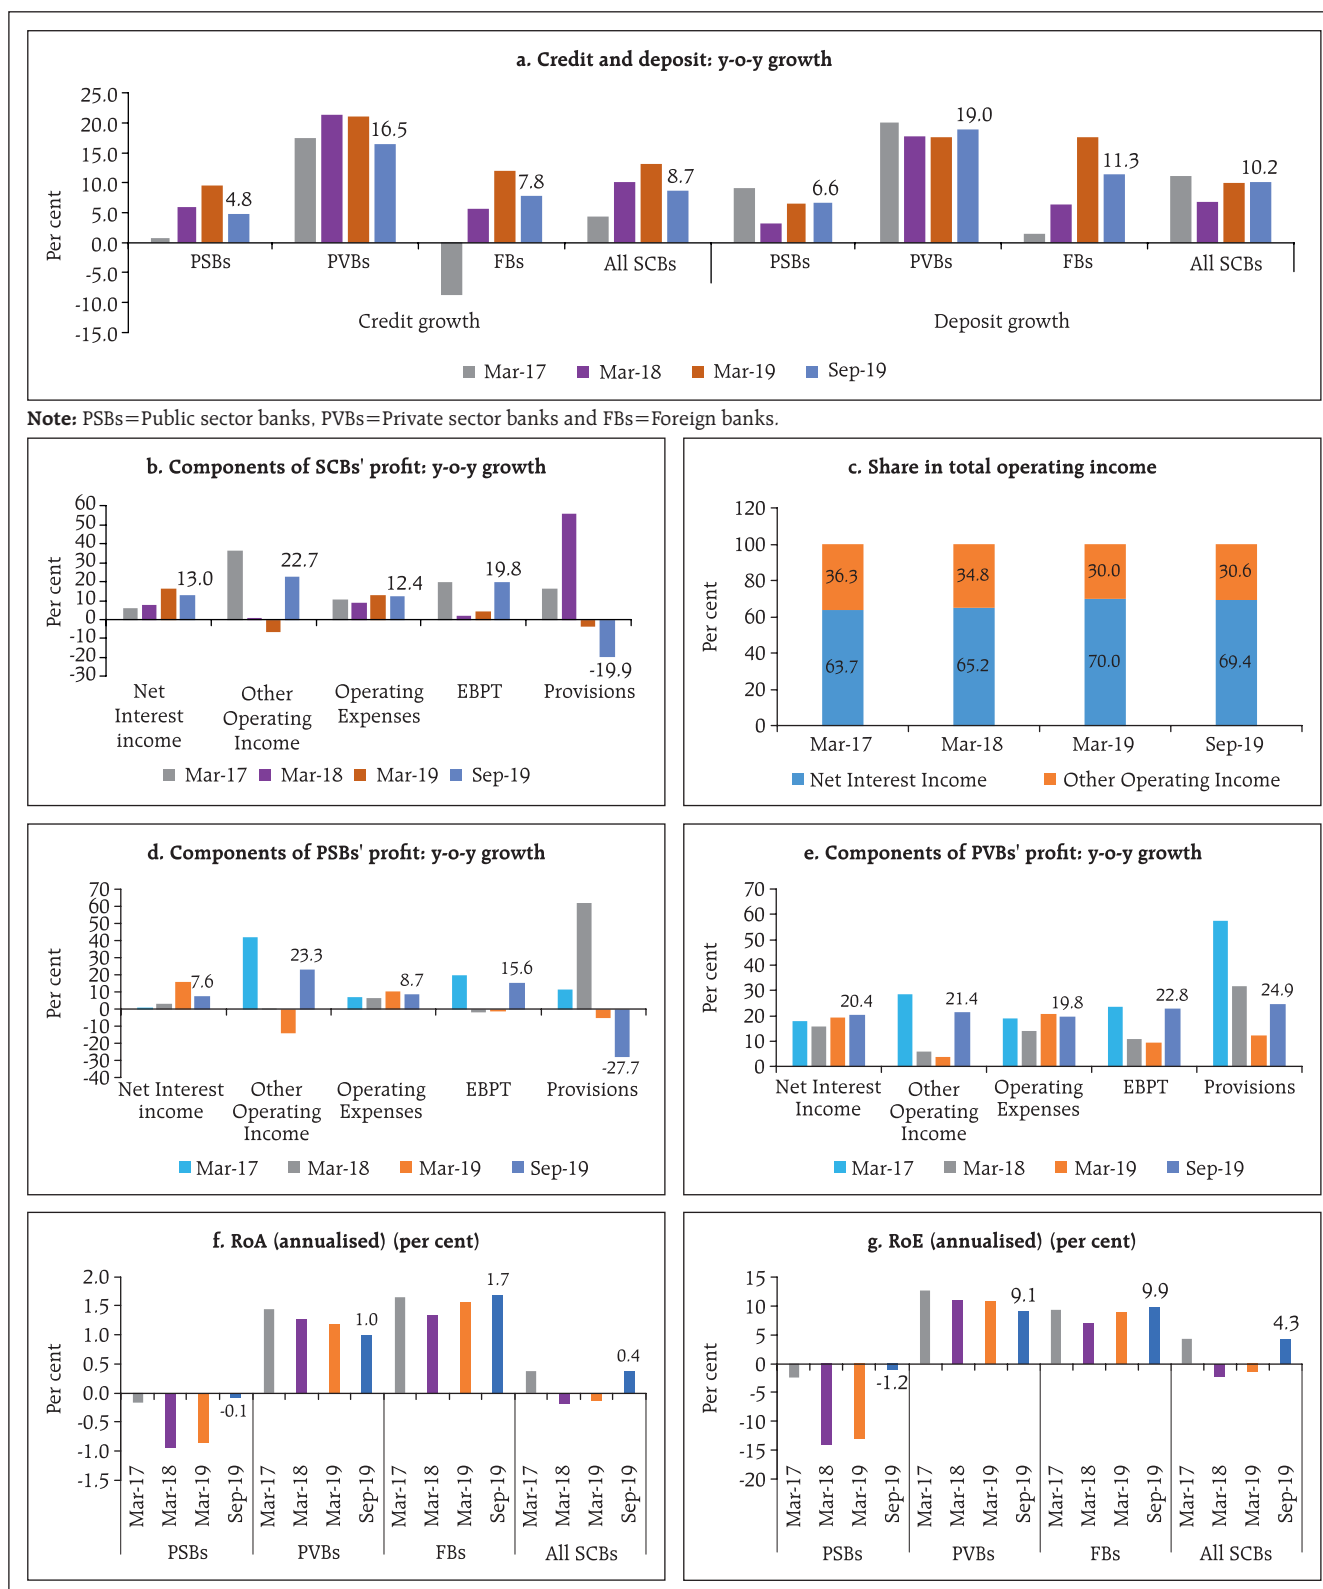 a. Credit and deposit: y-o-y growth
Per cent
25.0
20.0
15.0
10.0
5.0
0.0
-5.0
-10.0
-15.0
4.8
16.5
7.8
8.7
6.6
19.0
11.3
10.2
PSBs PVBs FBs All SCBs PSBs PVBs FBs All SCBs
Credit growth Deposit growth
Mar-17 Mar-18 Mar-19 Sep-19
Note: PSBs=Public sector banks, PVBs=Private sector banks and FBs=Foreign banks.
b. Components of SCBs' profit: y-o-y growth
Per cent
60
50
40
30
20
10
0
-10
-20
-30
13.0
22.7
12.4
19.8
-19.9
Net
Interest
income
Other
Operating
Income
Operating
Expenses
EBPT
Provisions
Mar-17 Mar-18 Mar-19 Sep-19
c. Share in total operating income
Per cent
120
100
80
60
40
20
0
36.3 34.8 30.0 30.6
63.7 65.2 70.0 69.4
Mar-17 Mar-18 Mar-19 Sep-19
Net Interest Income Other Operating Income
d. Components of PSBs' profit: y-o-y growth
Per cent
70
60
50
40
30
20
10
0
-10
-20
-30
-40
7.6
23.3
8.7
15.6
-27.7
Net Interest
income
Other
Operating
Income
Operating
Expenses
EBPT
Provisions
Mar-17 Mar-18 Mar-19 Sep-19
e. Components of PVBs' profit: y-o-y growth
Per cent
70
60
50
40
30
20
10
0
20.4
21.4
19.8
22.8
24.9
Net Interest
Income
Other
Operating
Income
Operating
Expenses
EBPT
Provisions
Mar-17 Mar-18 Mar-19 Sep-19
f. RoA (annualised) (per cent)
Per cent
2.0
1.5
1.0
0.5
0.0
-0.5
-1.0
-1.5
-0.1
1.0
1.7
0.4
Mar-17 Mar-18 Mar-19 Sep-19 Mar-17 Mar-18 Mar-19 Sep-19 Mar-17 Mar-18 Mar-19 Sep-19 Mar-17 Mar-18 Mar-19 Sep-19
PSBs PVBs FBs All SCBs
g. RoE (annualised) (per cent)
Per cent
15
10
5
0
-5
-10
-15
-20
-1.2
9.1
9.9
4.3
Mar-17 Mar-18 Mar-19 Sep-19 Mar-17 Mar-18 Mar-19 Sep-19 Mar-17 Mar-18 Mar-19 Sep-19 Mar-17 Mar-18 Mar-19 Sep-19
PSBs PVBs FBs All SCBs